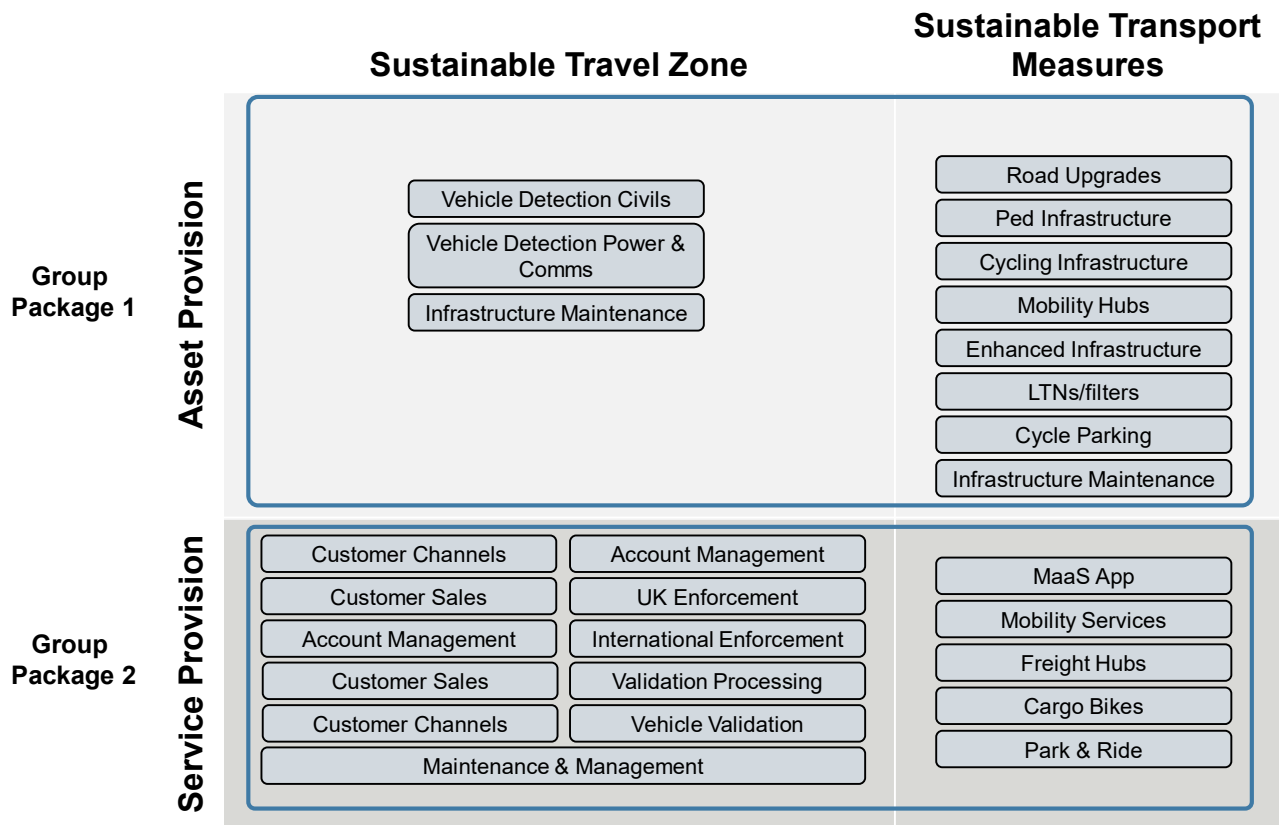 Sustainable Travel Zone
Sustainable Transport
Measures
Group
Package 1
Asset Provision
Vehicle Detection Civils
Vehicle Detection Power &
Comms
Infrastructure Maintenance
Road Upgrades
Ped Infrastructure
Cycling Infrastructure
Mobility Hubs
Enhanced Infrastructure
LTNs/filters
Cycle Parking
Infrastructure Maintenance
Group
Package 2
Service Provision
Customer Channels
Account Management
Customer Sales
UK Enforcement
Account Management
International Enforcement
Customer Sales
Validation Processing
Customer Channels
Vehicle Validation
Maintenance & Management
MaaS App
Mobility Services
Freight Hubs
Cargo Bikes
Park & Ride